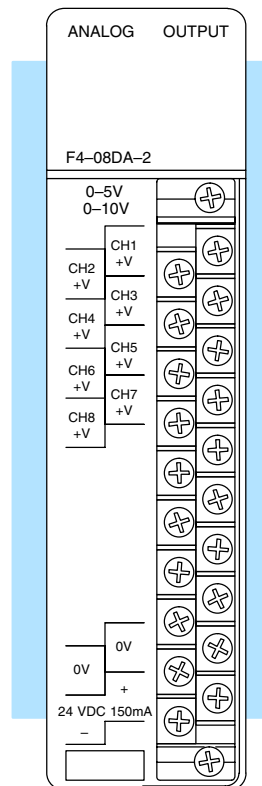 ANALOG OUTPUT
F4–08DA–2
0–5V
0–10V
CH1
+V
CH2
+V
CH3
+V
CH4
+V
CH5
+V
CH6
+V
CH7
+V
CH8
+V
0V
0V
+
24 VDC 150mA
–